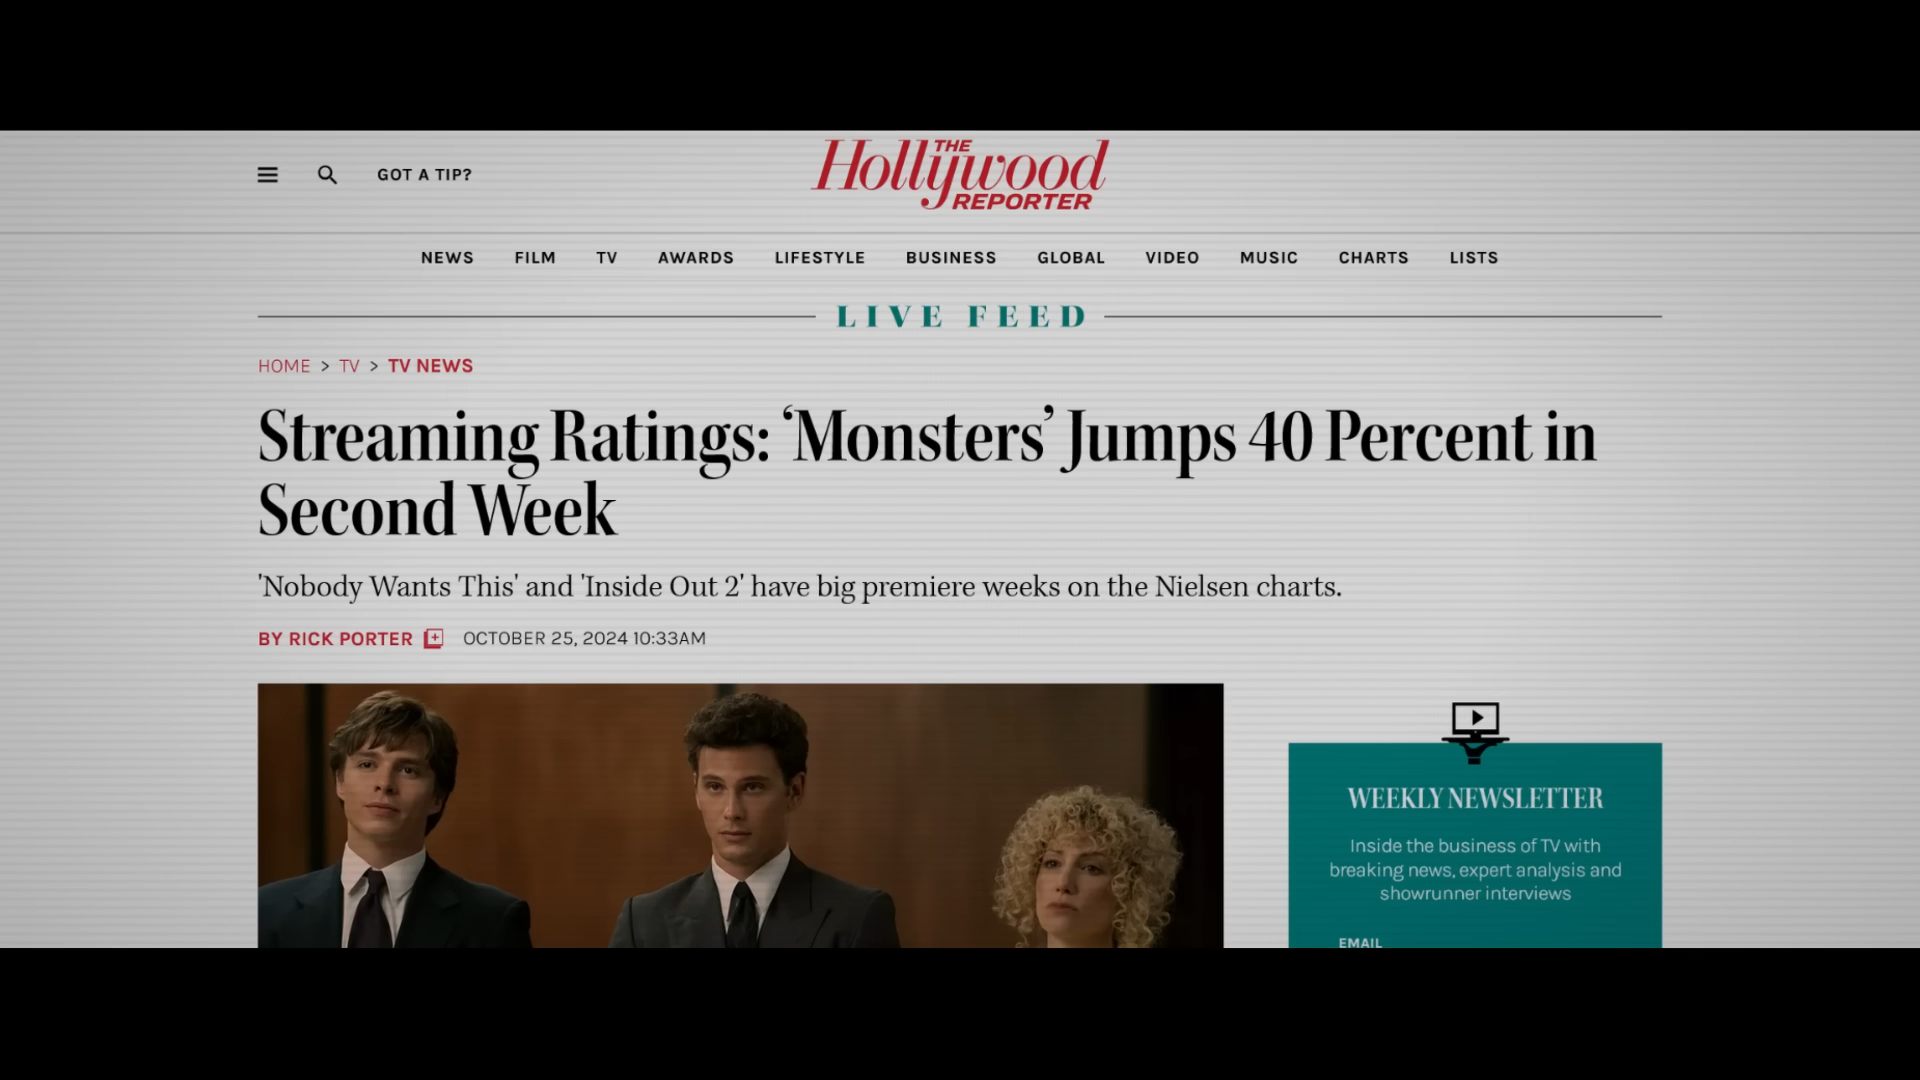 THE
Hollywood
REPORTER
GOT A TIP?
NEWS FILM TV AWARDS LIFESTYLE BUSINESS GLOBAL VIDEO MUSIC CHARTS LISTS
LIVE FEED
HOME > TV > TV NEWS
Streaming Ratings: ‘Monsters’ Jumps 40 Percent in
Second Week
'Nobody Wants This' and 'Inside Out 2' have big premiere weeks on the Nielsen charts.
BY RICK PORTER OCTOBER 25, 2024 10:33AM
WEEKLY NEWSLETTER
Inside the business of TV with
breaking news, expert analysis and
showrunner interviews
EMAIL